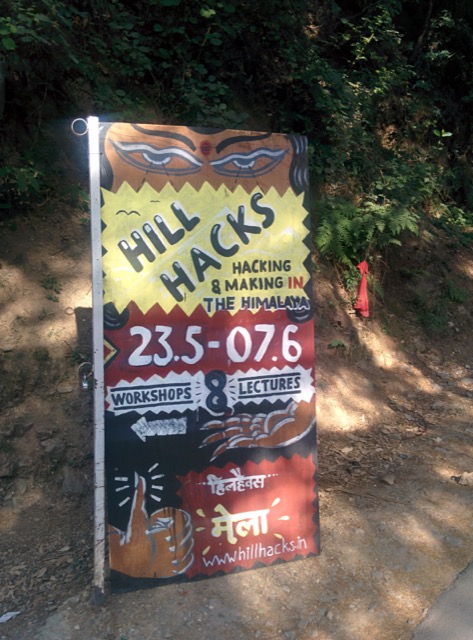 HILL
HACKS
HACKING
& MAKING IN
THE HIMALAYA
23.5-07.6
WORKSHOPS & LECTURES
हिलहैक्स
मेला
www.hillhacks.in